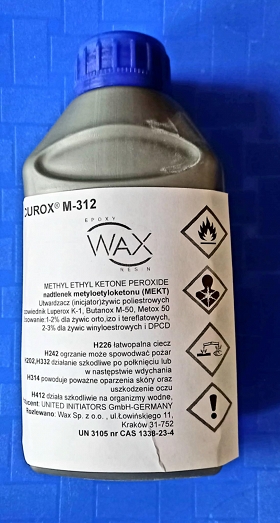 CUROX® M-312
EPOXY
WAX
RESIN
METHYL ETHYL KETONE PEROXIDE
nadtlenek metyloetyloketonu (MEKT)
Utwardzacz (inicjator)żywic poliestrowych
Luperox K-1, Butanox M-50, Metox 50
1-2% dla żywic orto,izo i tereftalowych,
2-3% dla żywic winyloestrowych i DPCD
H226 łatwopalna ciecz
H242 ogrzanie może spowodować pożar
H332 działanie szkodliwe po połknięciu lub
w następstwie wdychania
H314 powoduje poważne oparzenia skóry oraz
uszkodzenie oczu
H412 działa szkodliwie na organizmy wodne,
UNITED INITIATORS GmbH-GERMANY
Rozlewano: Wax Sp. z o.o., ul.Łowińskiego 11,
Kraków 31-752
UN 3105 nr CAS 1338-23-4